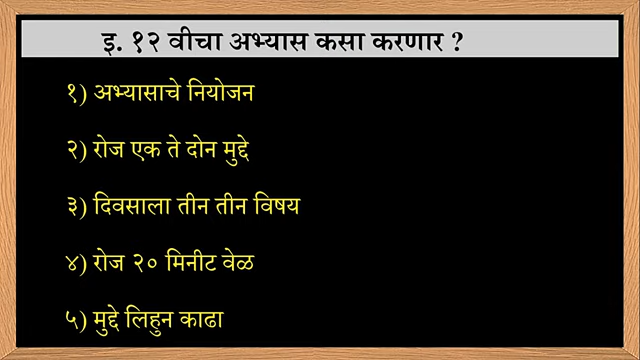 इ. १२ वीचा अभ्यास कसा करणार ?
१) अभ्यासाचे नियोजन
२) रोज एक ते दोन मुद्दे
३) दिवसाला तीन तीन विषय
४) रोज २० मिनीट वेळ
५) मुद्दे लिहुन काढा